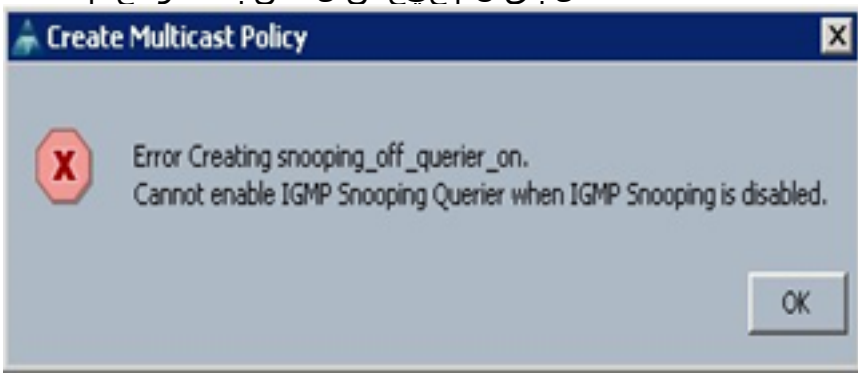 Create Multicast Policy
X
X
Error Creating snooping_off_querier_on.
Cannot enable IGMP Snooping Querier when IGMP Snooping is disabled.
OK